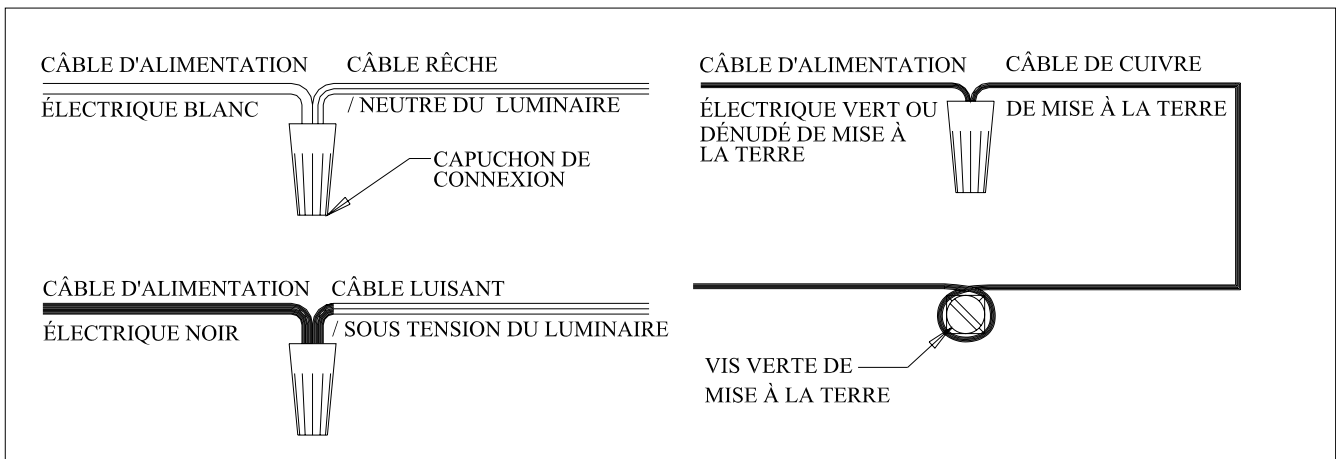 CÂBLE D'ALIMENTATION
ÉLECTRIQUE BLANC
CÂBLE RÊCHE
/ NEUTRE DU LUMINAIRE
CAPUCHON DE
CONNEXION
CÂBLE D'ALIMENTATION
ÉLECTRIQUE NOIR
CÂBLE LUISANT
/ SOUS TENSION DU LUMINAIRE
CÂBLE D'ALIMENTATION
ÉLECTRIQUE VERT OU
DÉNUDÉ DE MISE À
LA TERRE
CÂBLE DE CUIVRE
DE MISE À LA TERRE
VIS VERTE DE
MISE À LA TERRE